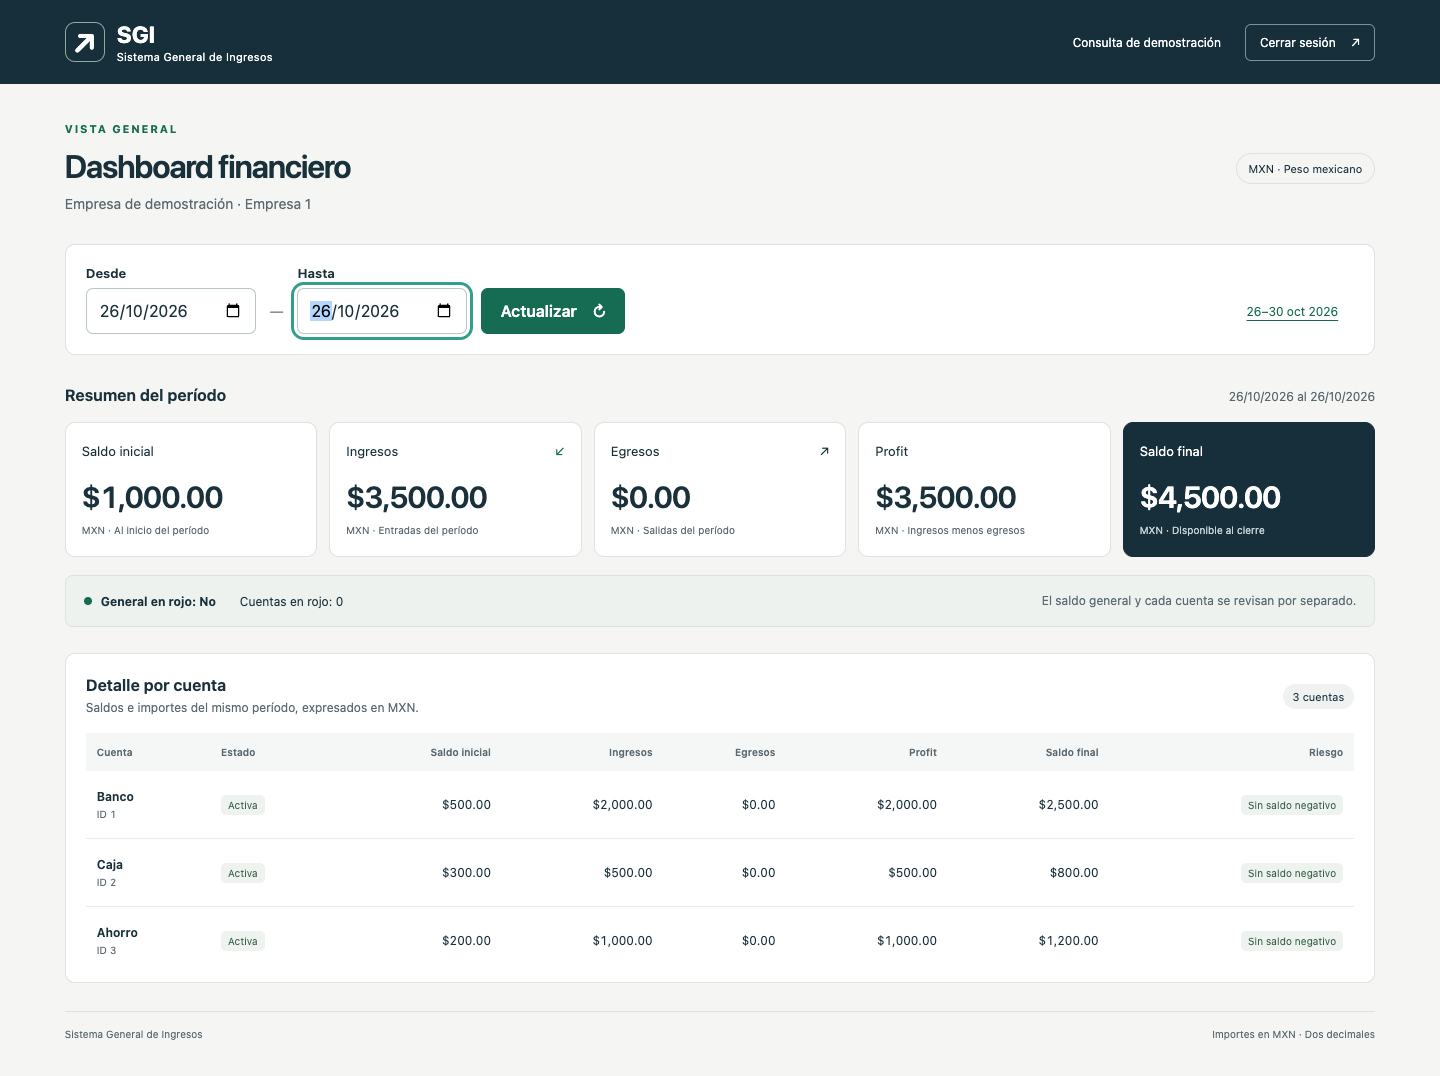 SGI
Sistema General de Ingresos
Consulta de demostración
Cerrar sesión
VISTA GENERAL
Dashboard financiero
MXN · Peso mexicano
Empresa de demostración · Empresa 1
Desde
Hasta
26/10/2026
—
26/10/2026
Actualizar
26–30 oct 2026
Resumen del período
26/10/2026 al 26/10/2026
Saldo inicial
$1,000.00
MXN · Al inicio del período
Ingresos
$3,500.00
MXN · Entradas del período
Egresos
$0.00
MXN · Salidas del período
Profit
$3,500.00
MXN · Ingresos menos egresos
Saldo final
$4,500.00
MXN · Disponible al cierre
General en rojo: No
Cuentas en rojo: 0
El saldo general y cada cuenta se revisan por separado.
Detalle por cuenta
Saldos e importes del mismo período, expresados en MXN.
3 cuentas
Cuenta Estado Saldo inicial Ingresos Egresos Profit Saldo final Riesgo
Banco
ID 1
Activa $500.00 $2,000.00 $0.00 $2,000.00 $2,500.00 Sin saldo negativo
Caja
ID 2
Activa $300.00 $500.00 $0.00 $500.00 $800.00 Sin saldo negativo
Ahorro
ID 3
Activa $200.00 $1,000.00 $0.00 $1,000.00 $1,200.00 Sin saldo negativo
Sistema General de Ingresos
Importes en MXN · Dos decimales